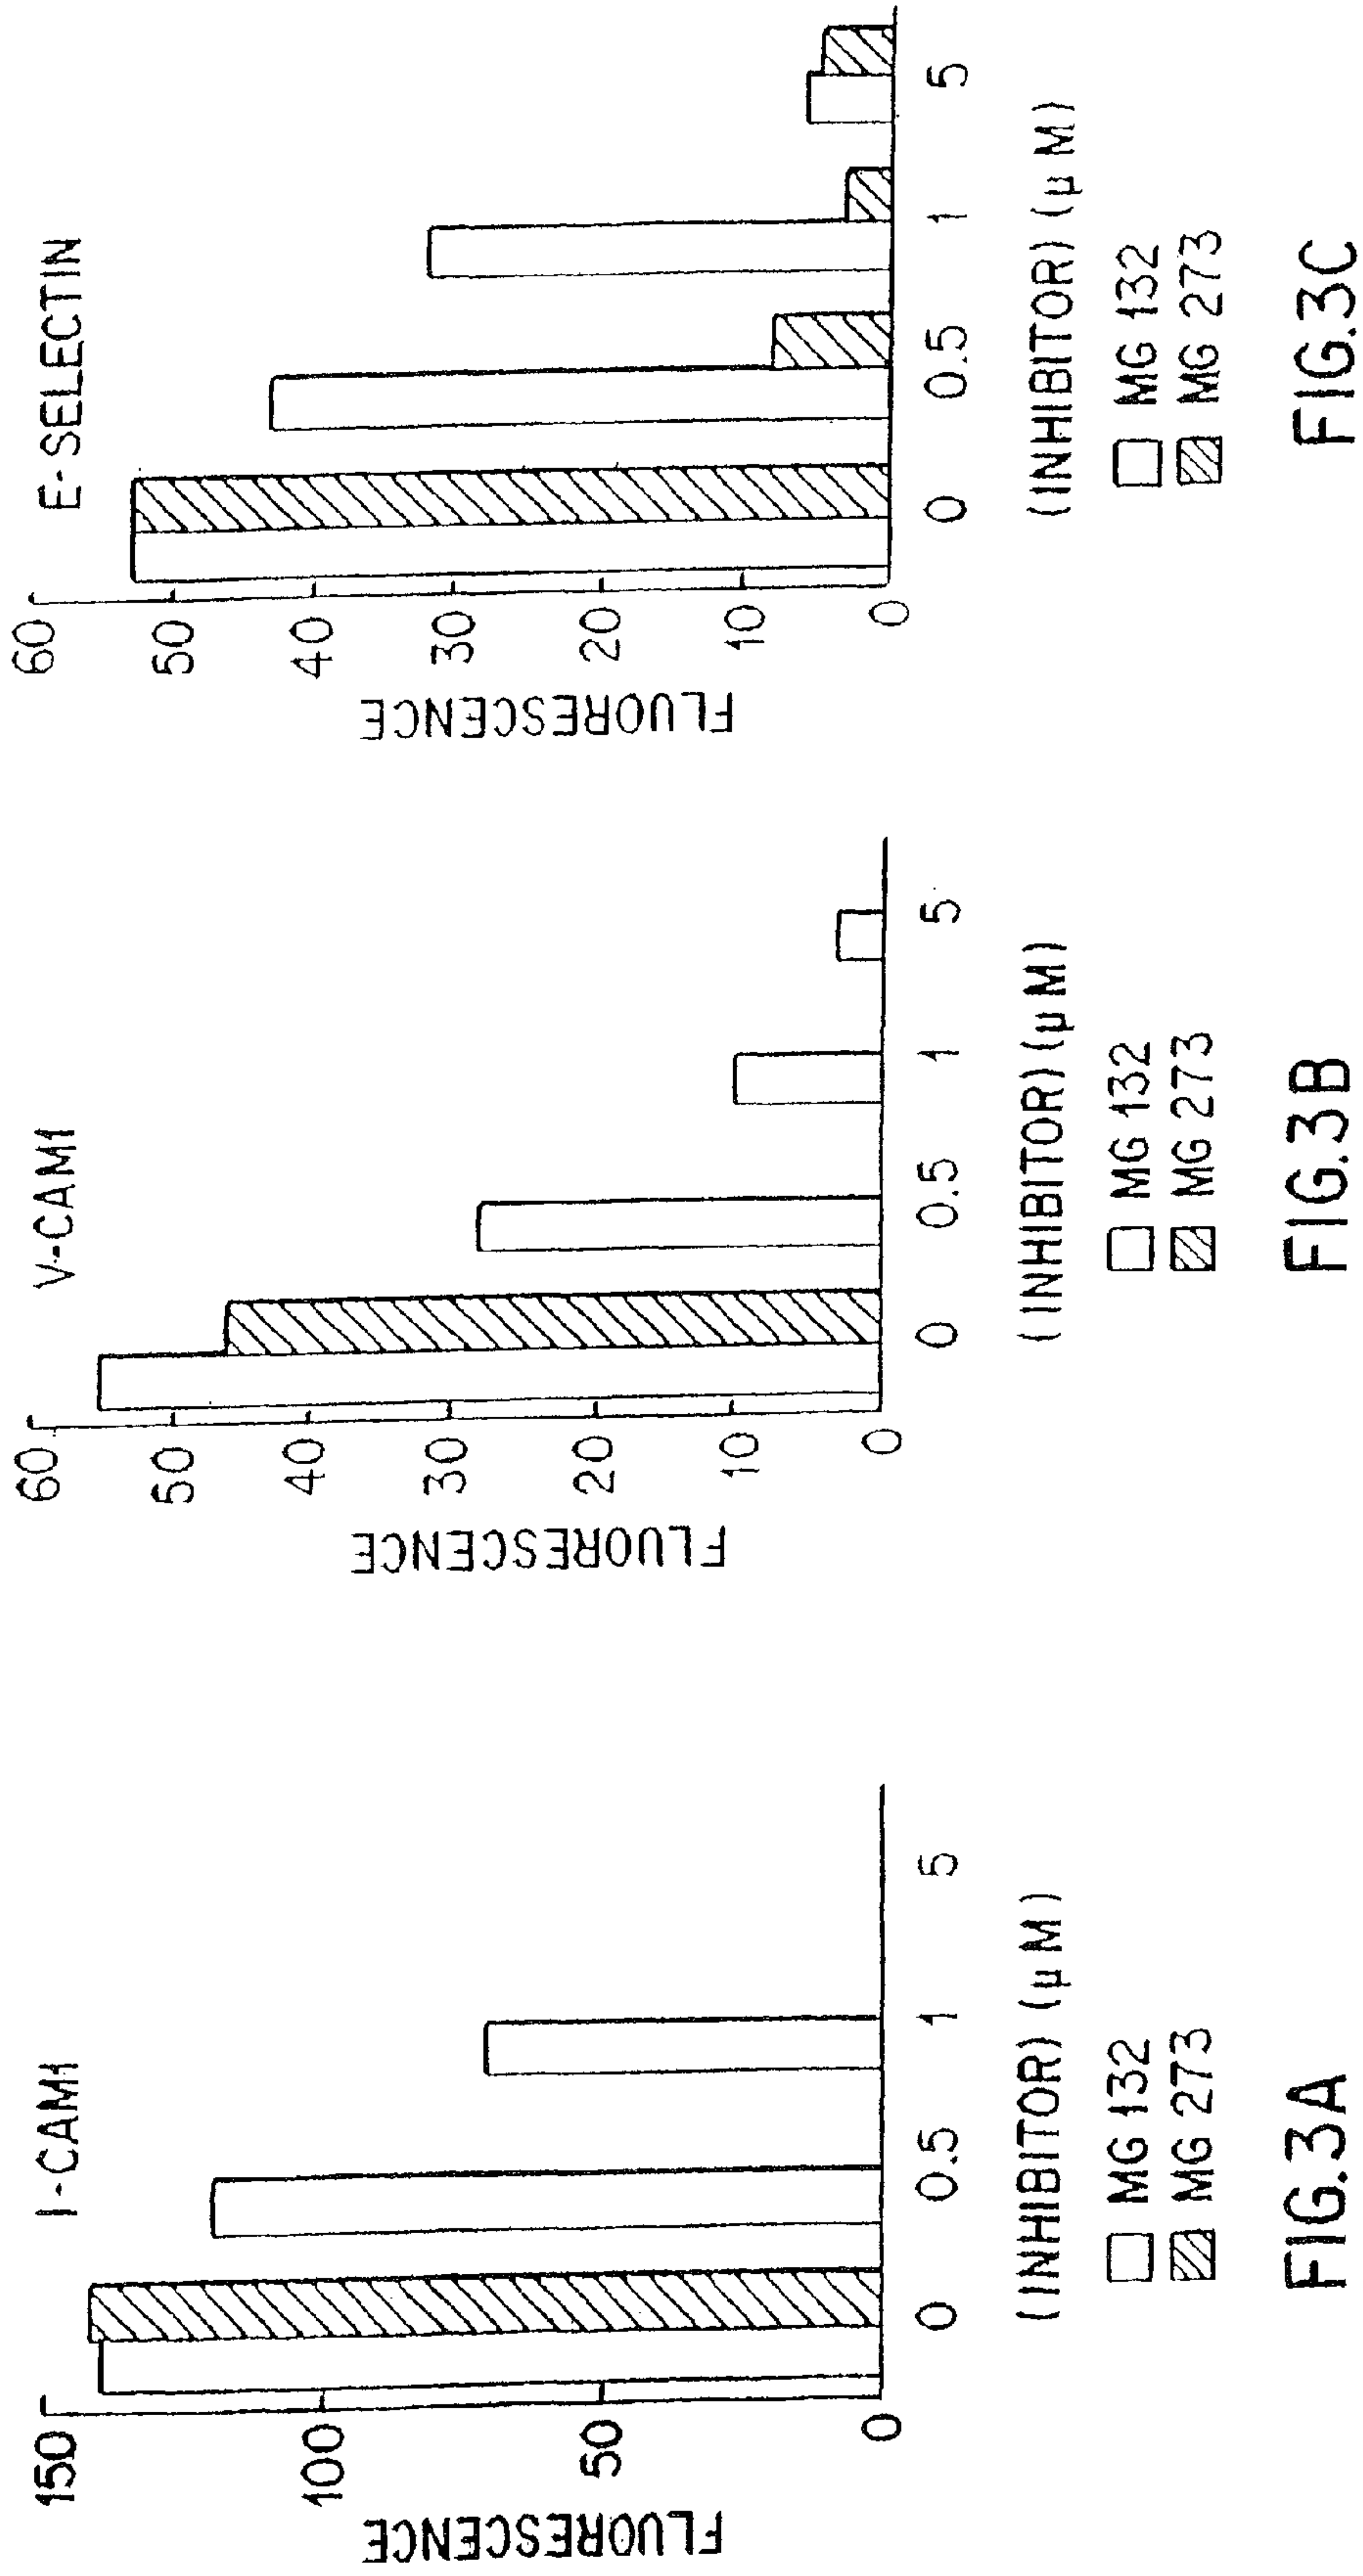 I-CAM1
FLUORESCENCE
150
100
50
0
0 0.5 1 5
(INHIBITOR) (μM)
MG 132
MG 273
FIG.3A
V-CAM1
FLUORESCENCE
60
50
40
30
20
10
0
0 0.5 1 5
(INHIBITOR) (μM)
MG 132
MG 273
FIG.3B
E-SELECTIN
FLUORESCENCE
60
50
40
30
20
10
0
0 0.5 1 5
(INHIBITOR) (μM)
MG 132
MG 273
FIG.3C